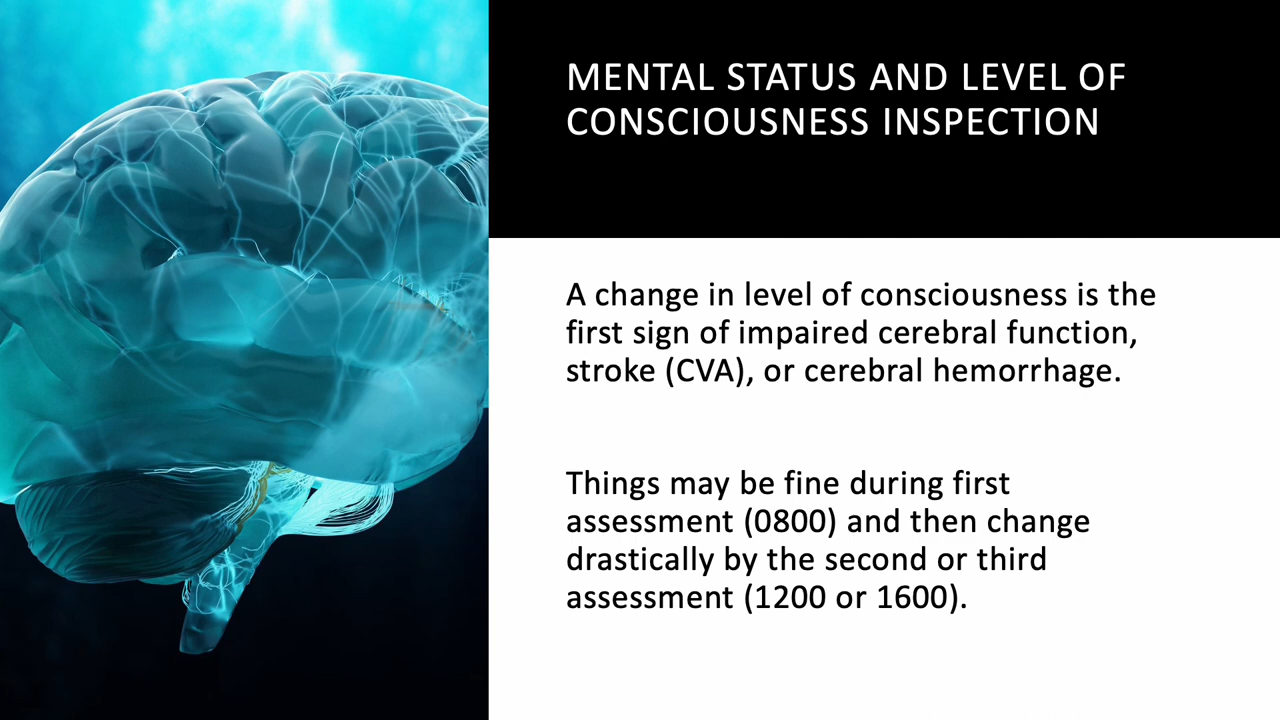 MENTAL STATUS AND LEVEL OF
CONSCIOUSNESS INSPECTION
A change in level of consciousness is the
first sign of impaired cerebral function,
stroke (CVA), or cerebral hemorrhage.
Things may be fine during first
assessment (0800) and then change
drastically by the second or third
assessment (1200 or 1600).